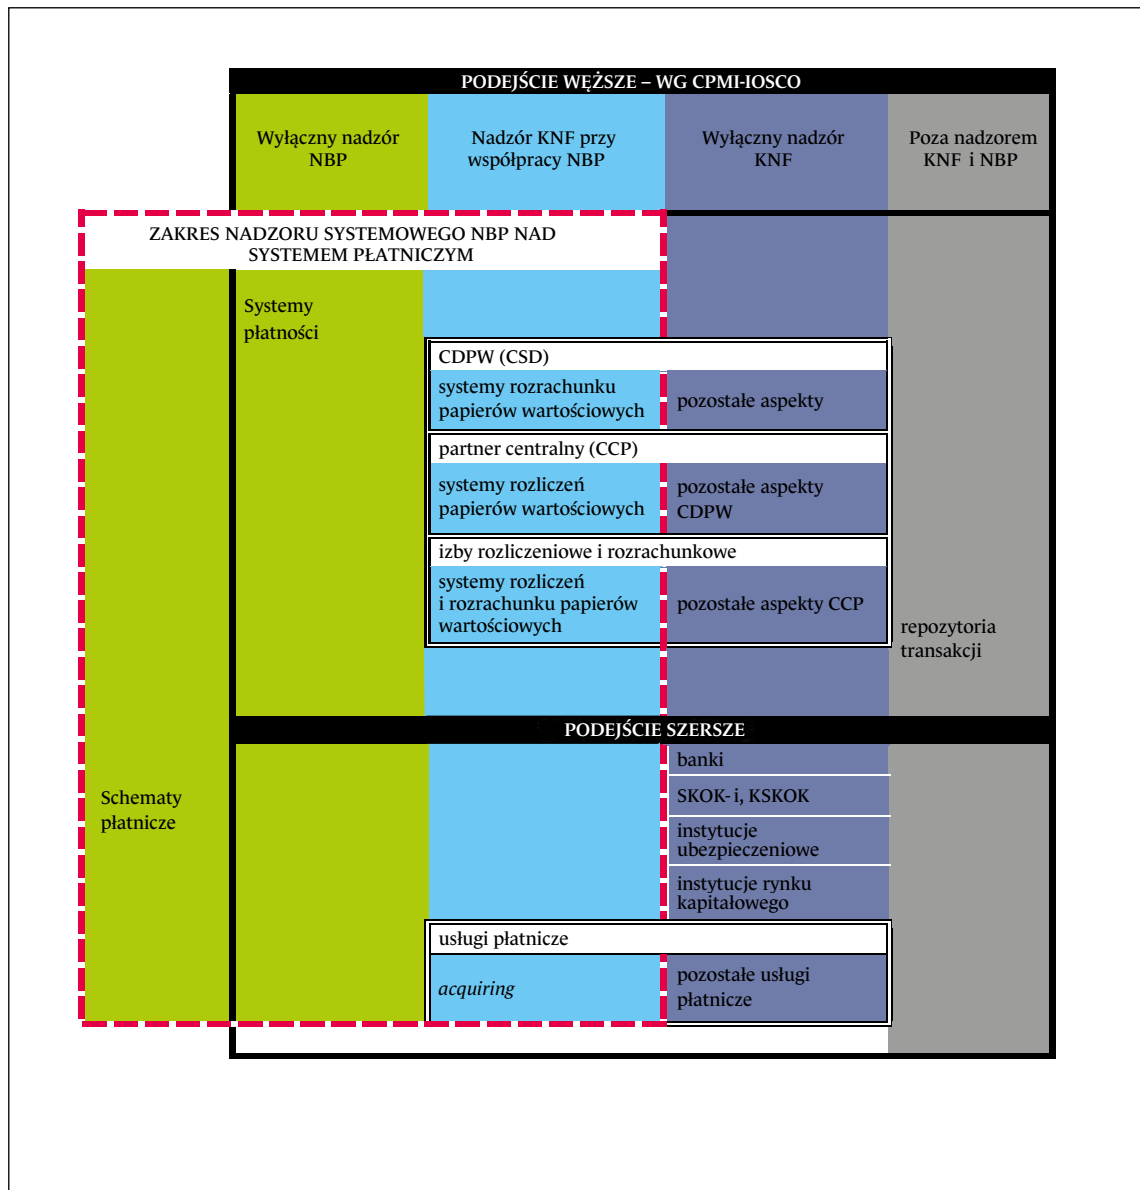 PODEJŚCIE WĘŻSZE – WG CPMI-IOSCO
Wyłączny nadzór
NBP
Nadzór KNF przy
współpracy NBP
Wyłączny nadzór
KNF
Poza nadzorem
KNF i NBP
ZAKRES NADZORU SYSTEMOWEGO NBP NAD
SYSTEMEM PŁATNICZYM
Systemy
płatności
CDPW (CSD)
systemy rozrachunku
papierów wartościowych
pozostałe aspekty
partner centralny (CCP)
systemy rozliczeń
papierów wartościowych
pozostałe aspekty
CDPW
izby rozliczeniowe i rozrachunkowe
systemy rozliczeń
i rozrachunku papierów
wartościowych
pozostałe aspekty CCP
repozytoria
transakcji
PODEJŚCIE SZERSZE
Schematy
płatnicze
banki
SKOK-i, KSKOK
instytucje
ubezpieczeniowe
instytucje rynku
kapitałowego
usługi płatnicze
acquiring
pozostałe usługi
płatnicze